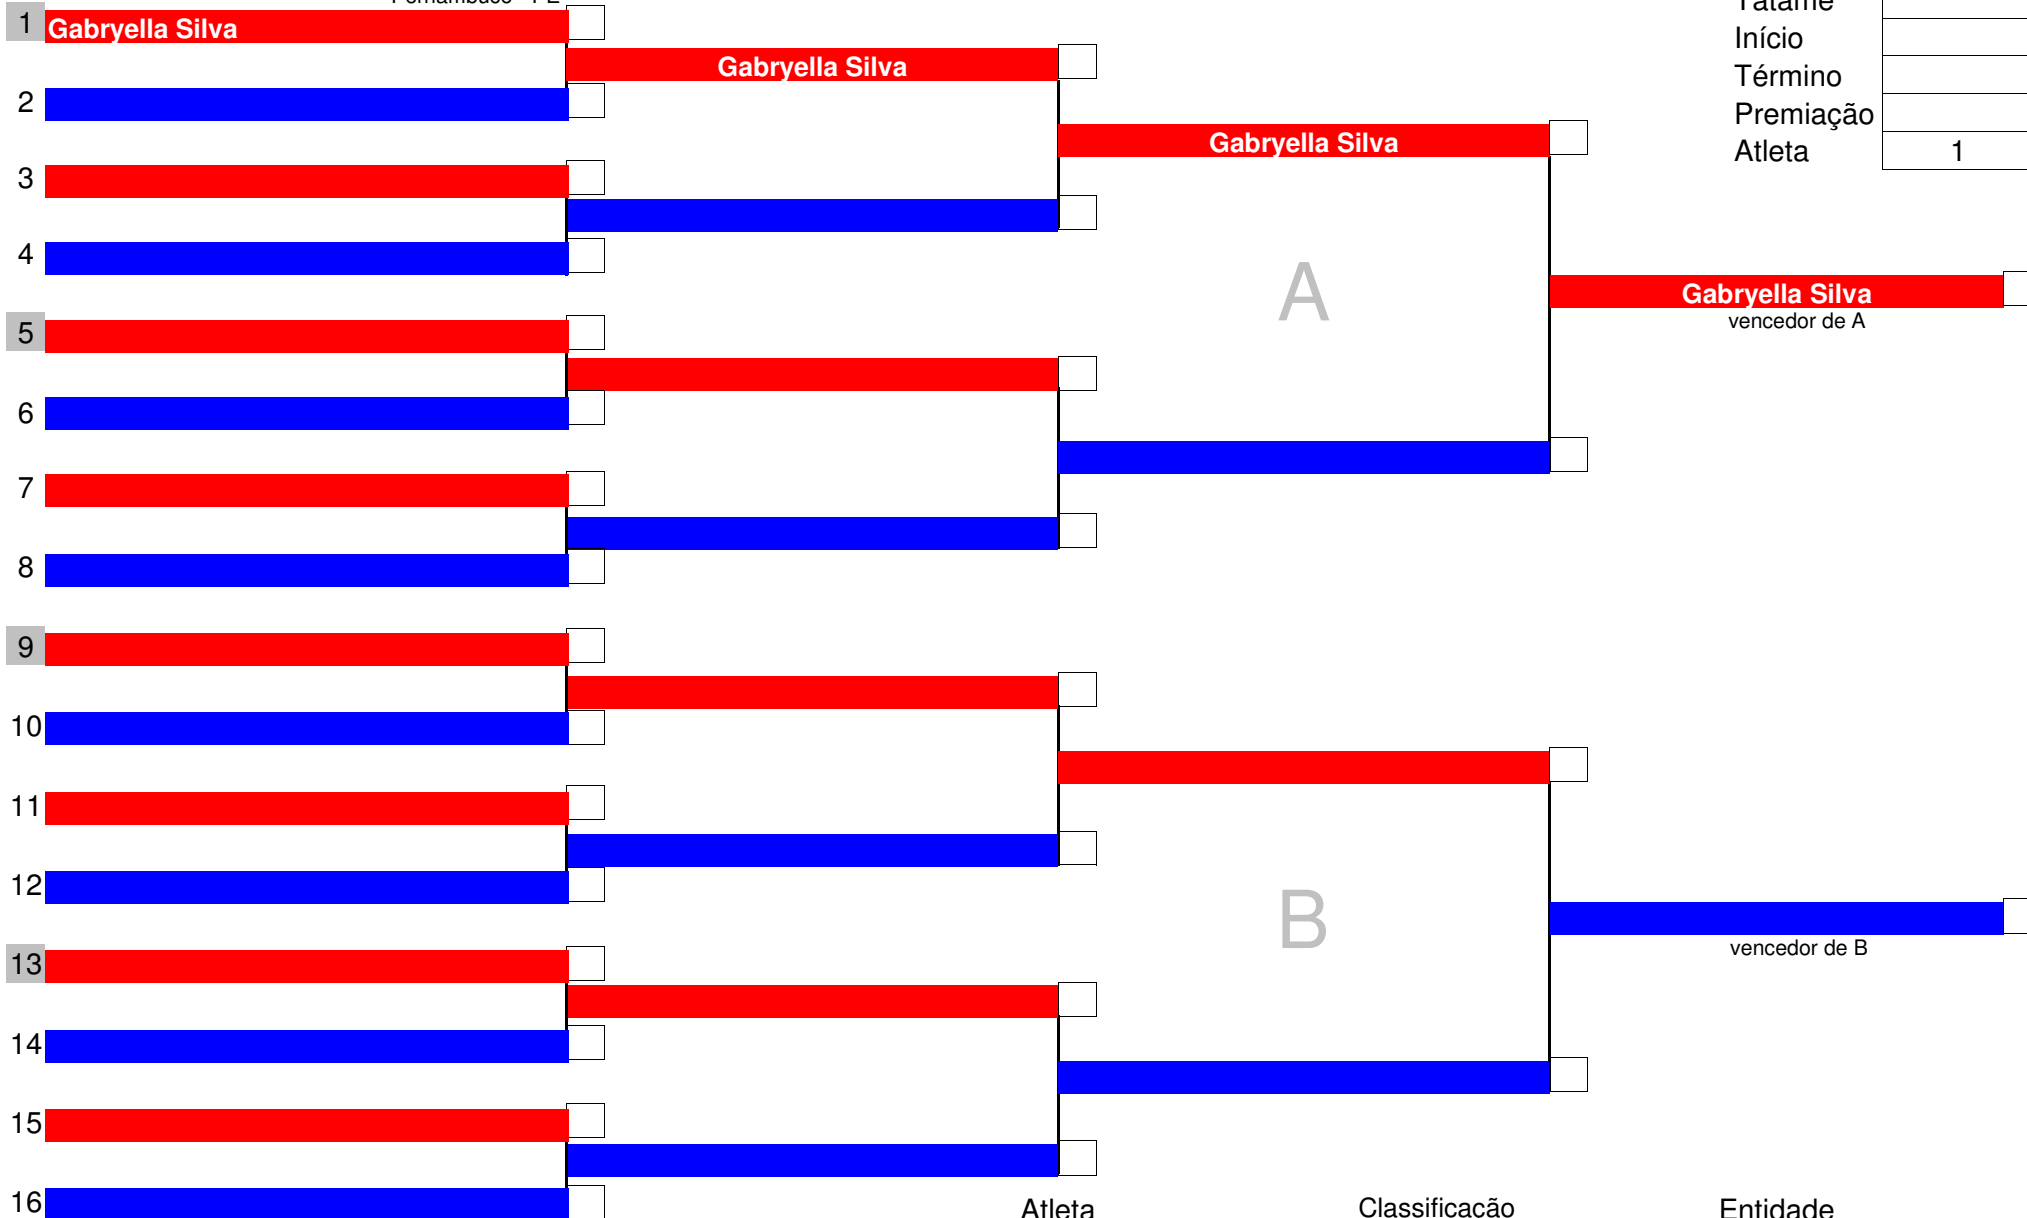 Tatame
1 Gabryella Silva
Início
Gabryella Silva
Término
2
Premiação
Gabryella Silva
Atleta 1
3
4
A
Gabryella Silva
vencedor de A
5
6
7
8
9
10
11
12
B
vencedor de B
13
14
15
16
Atleta Classificação Entidade